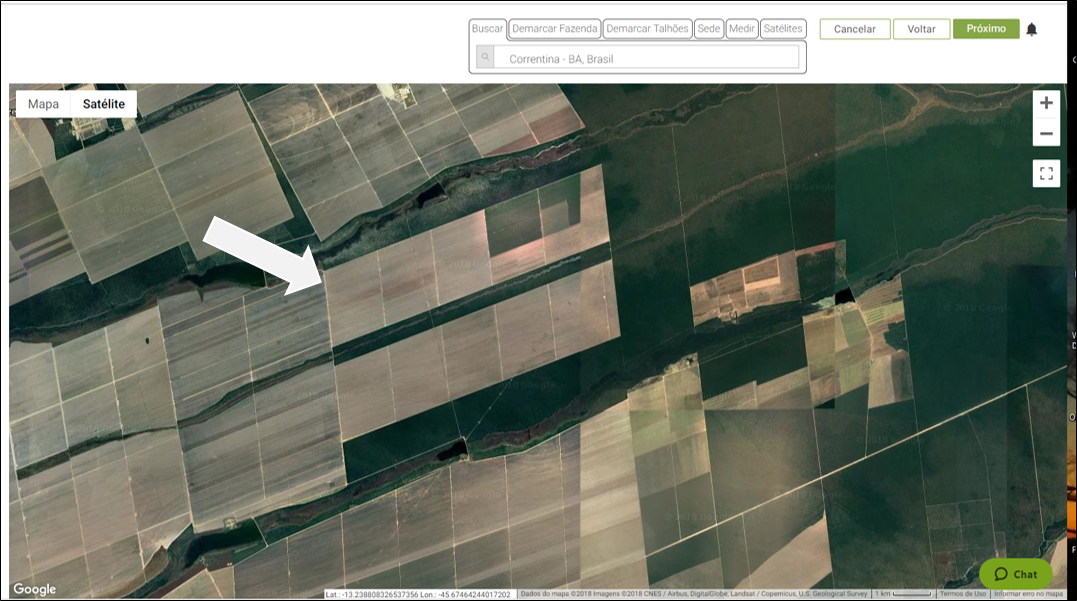 Buscar Demarcar Fazenda Demarcar Talhões Sede Medir Satélites Cancelar Voltar Próximo
Correntina - BA, Brasil
Mapa Satélite
Google
Lat.: -13.238808326537356 Lon.: -45.67464244017202 Dados do mapa ©2018 Imagens ©2018 CNES / Airbus, DigitalGlobe, Landsat / Copernicus, U.S. Geological Survey 1 km Termos de Uso Informar erro no mapa
Chat